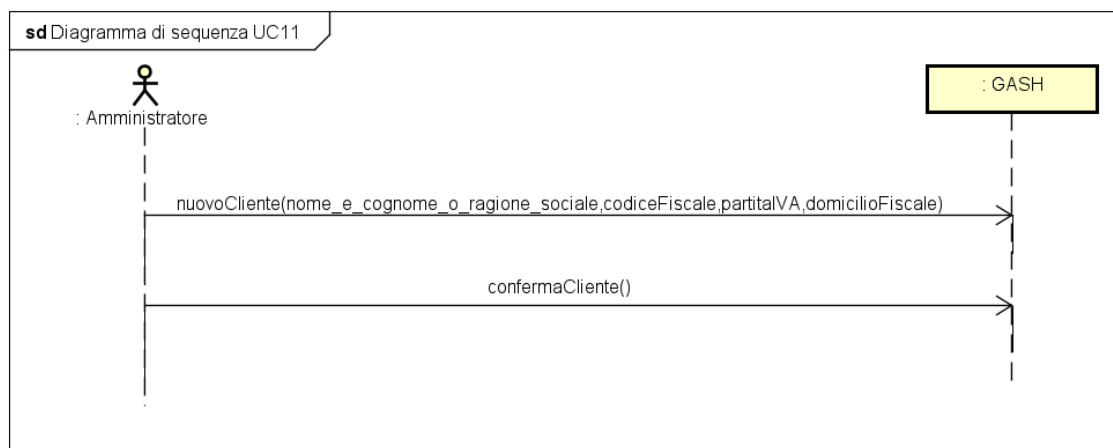 sd Diagramma di sequenza UC11
: Amministratore
: GASH
nuovoCliente(nome_e_cognome_o_ragione_sociale,codiceFiscale,partitaIVA,domicilioFiscale)
confermaCliente()